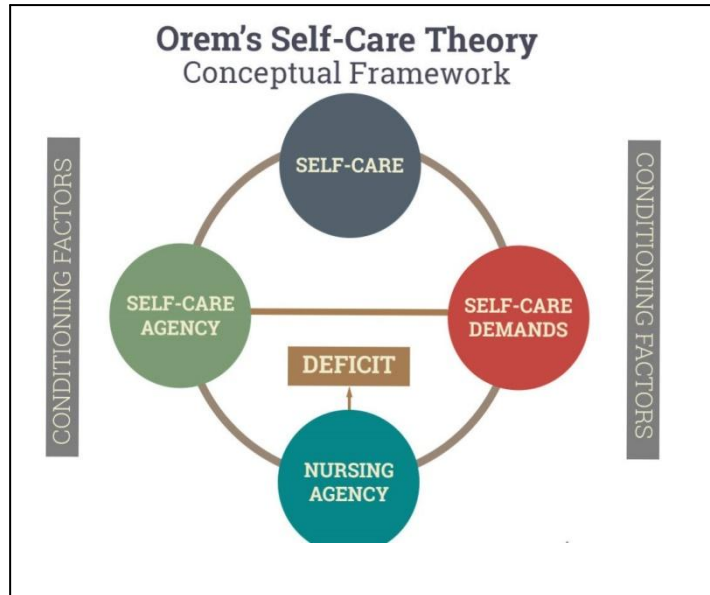 Orem's Self-Care Theory
Conceptual Framework
SELF-CARE
CONDITIONING FACTORS
CONDITIONING FACTORS
SELF-CARE
AGENCY
SELF-CARE
DEMANDS
DEFICIT
NURSING
AGENCY